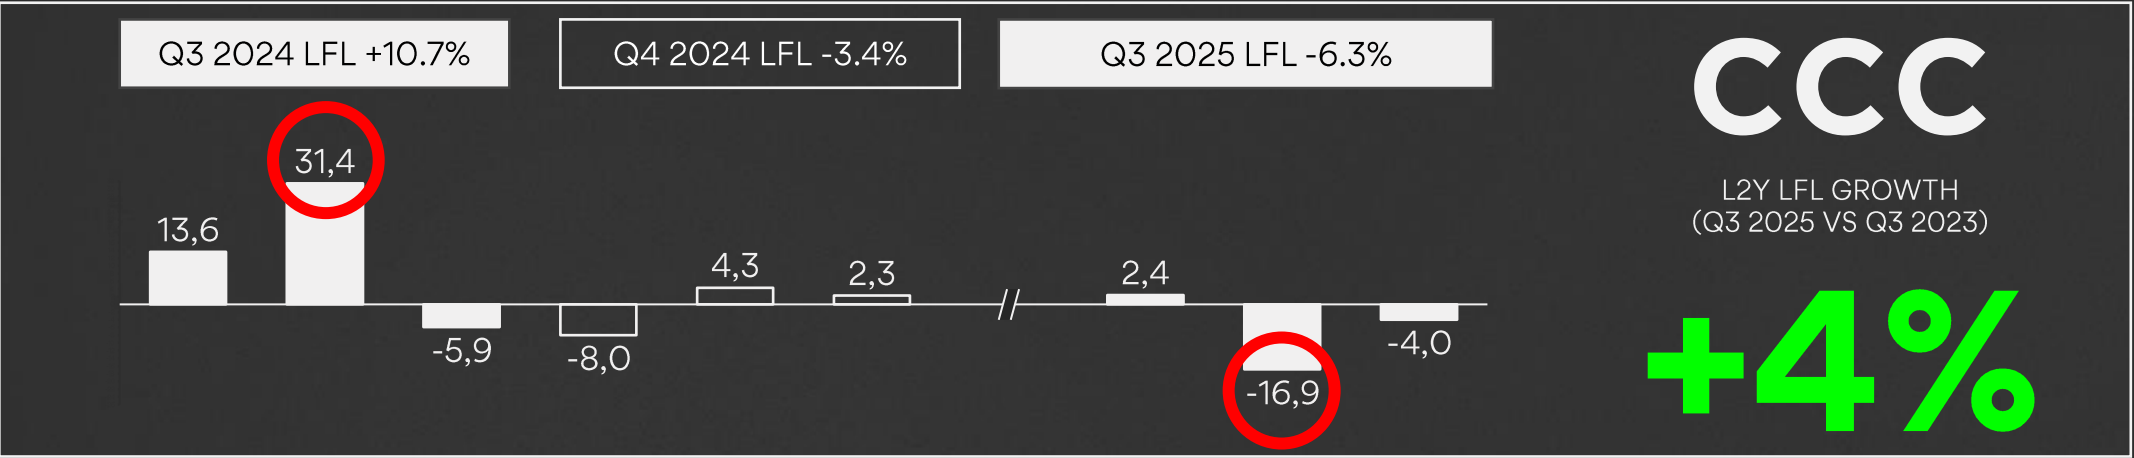 Q3 2024 LFL +10.7%
Q4 2024 LFL -3.4%
Q3 2025 LFL -6.3%
13,6
31,4
-5,9
-8,0
4,3
2,3
2,4
-16,9
-4,0
CCC
L2Y LFL GROWTH
(Q3 2025 VS Q3 2023)
+4%